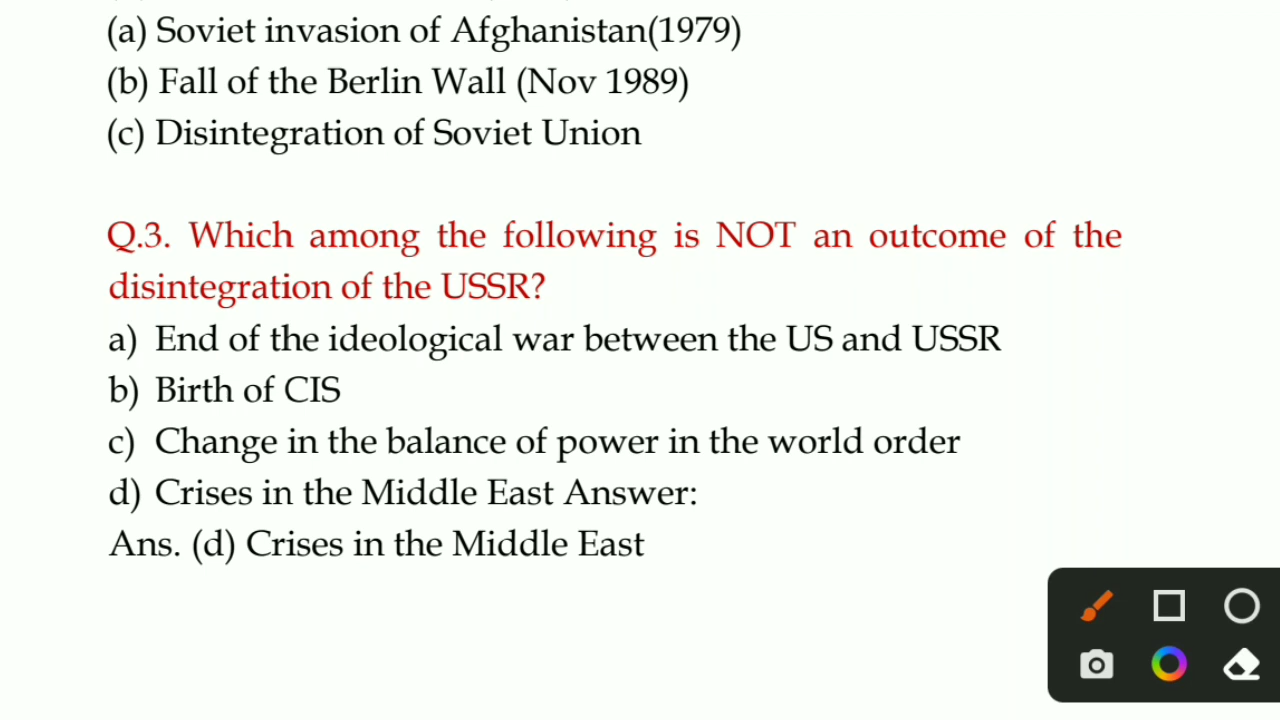 (a) Soviet invasion of Afghanistan(1979)
(b) Fall of the Berlin Wall (Nov 1989)
(c) Disintegration of Soviet Union
Q.3. Which among the following is NOT an outcome of the
disintegration of the USSR?
a) End of the ideological war between the US and USSR
b) Birth of CIS
c) Change in the balance of power in the world order
d) Crises in the Middle East Answer:
Ans. (d) Crises in the Middle East